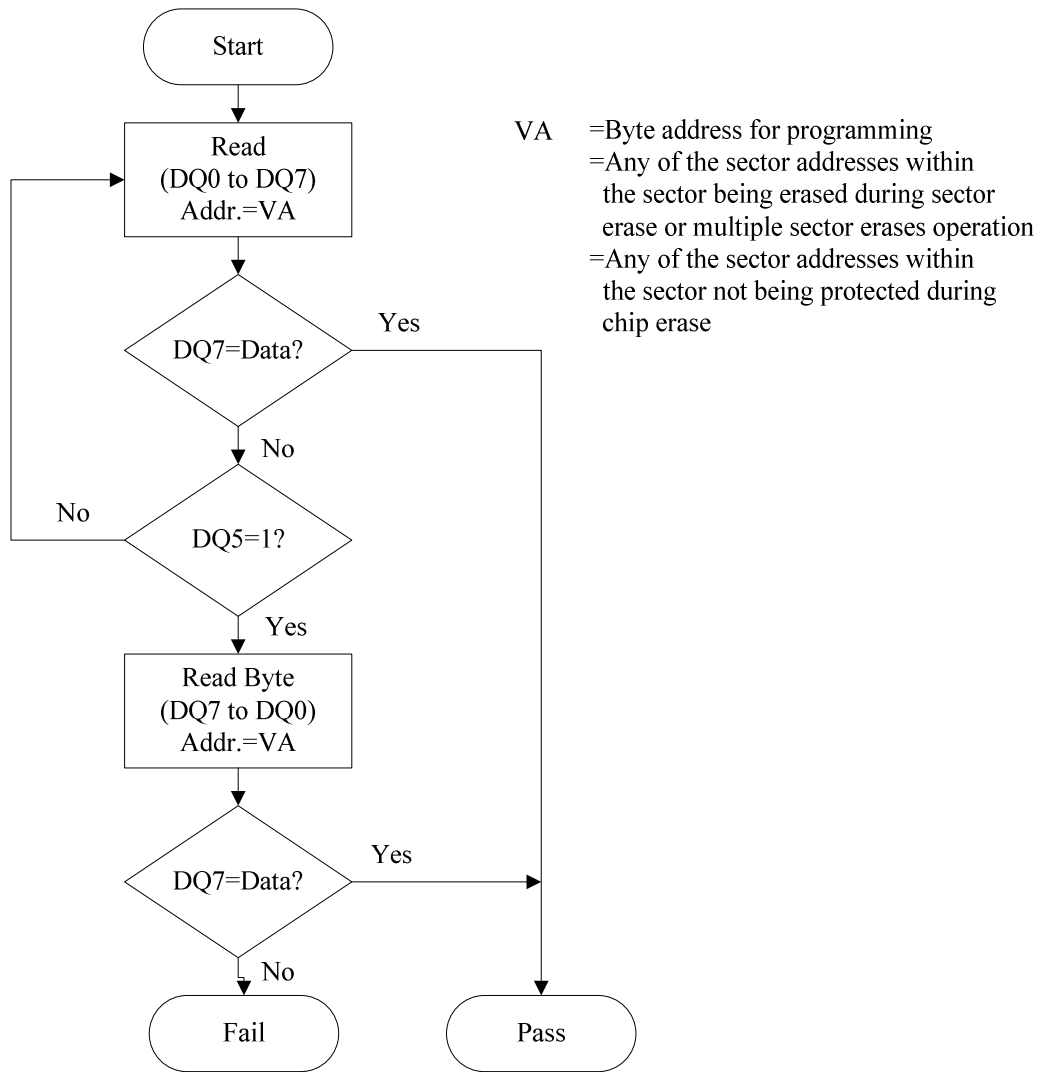 Start
Read
(DQ0 to DQ7)
Addr.=VA
VA =Byte address for programming
=Any of the sector addresses within
the sector being erased during sector
erase or multiple sector erases operation
=Any of the sector addresses within
the sector not being protected during
chip erase
DQ7=Data?
Yes
No
DQ5=1?
No
Yes
Read Byte
(DQ7 to DQ0)
Addr.=VA
DQ7=Data?
Yes
No
Fail
Pass